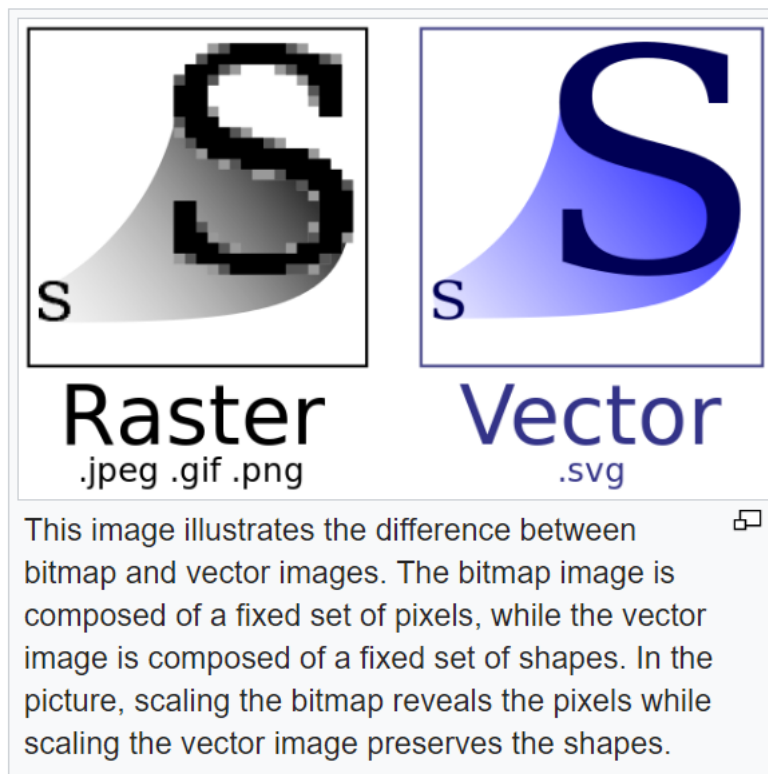 S S
S S
Raster Vector
.jpeg .gif .png .svg
This image illustrates the difference between
bitmap and vector images. The bitmap image is
composed of a fixed set of pixels, while the vector
image is composed of a fixed set of shapes. In the
picture, scaling the bitmap reveals the pixels while
scaling the vector image preserves the shapes.